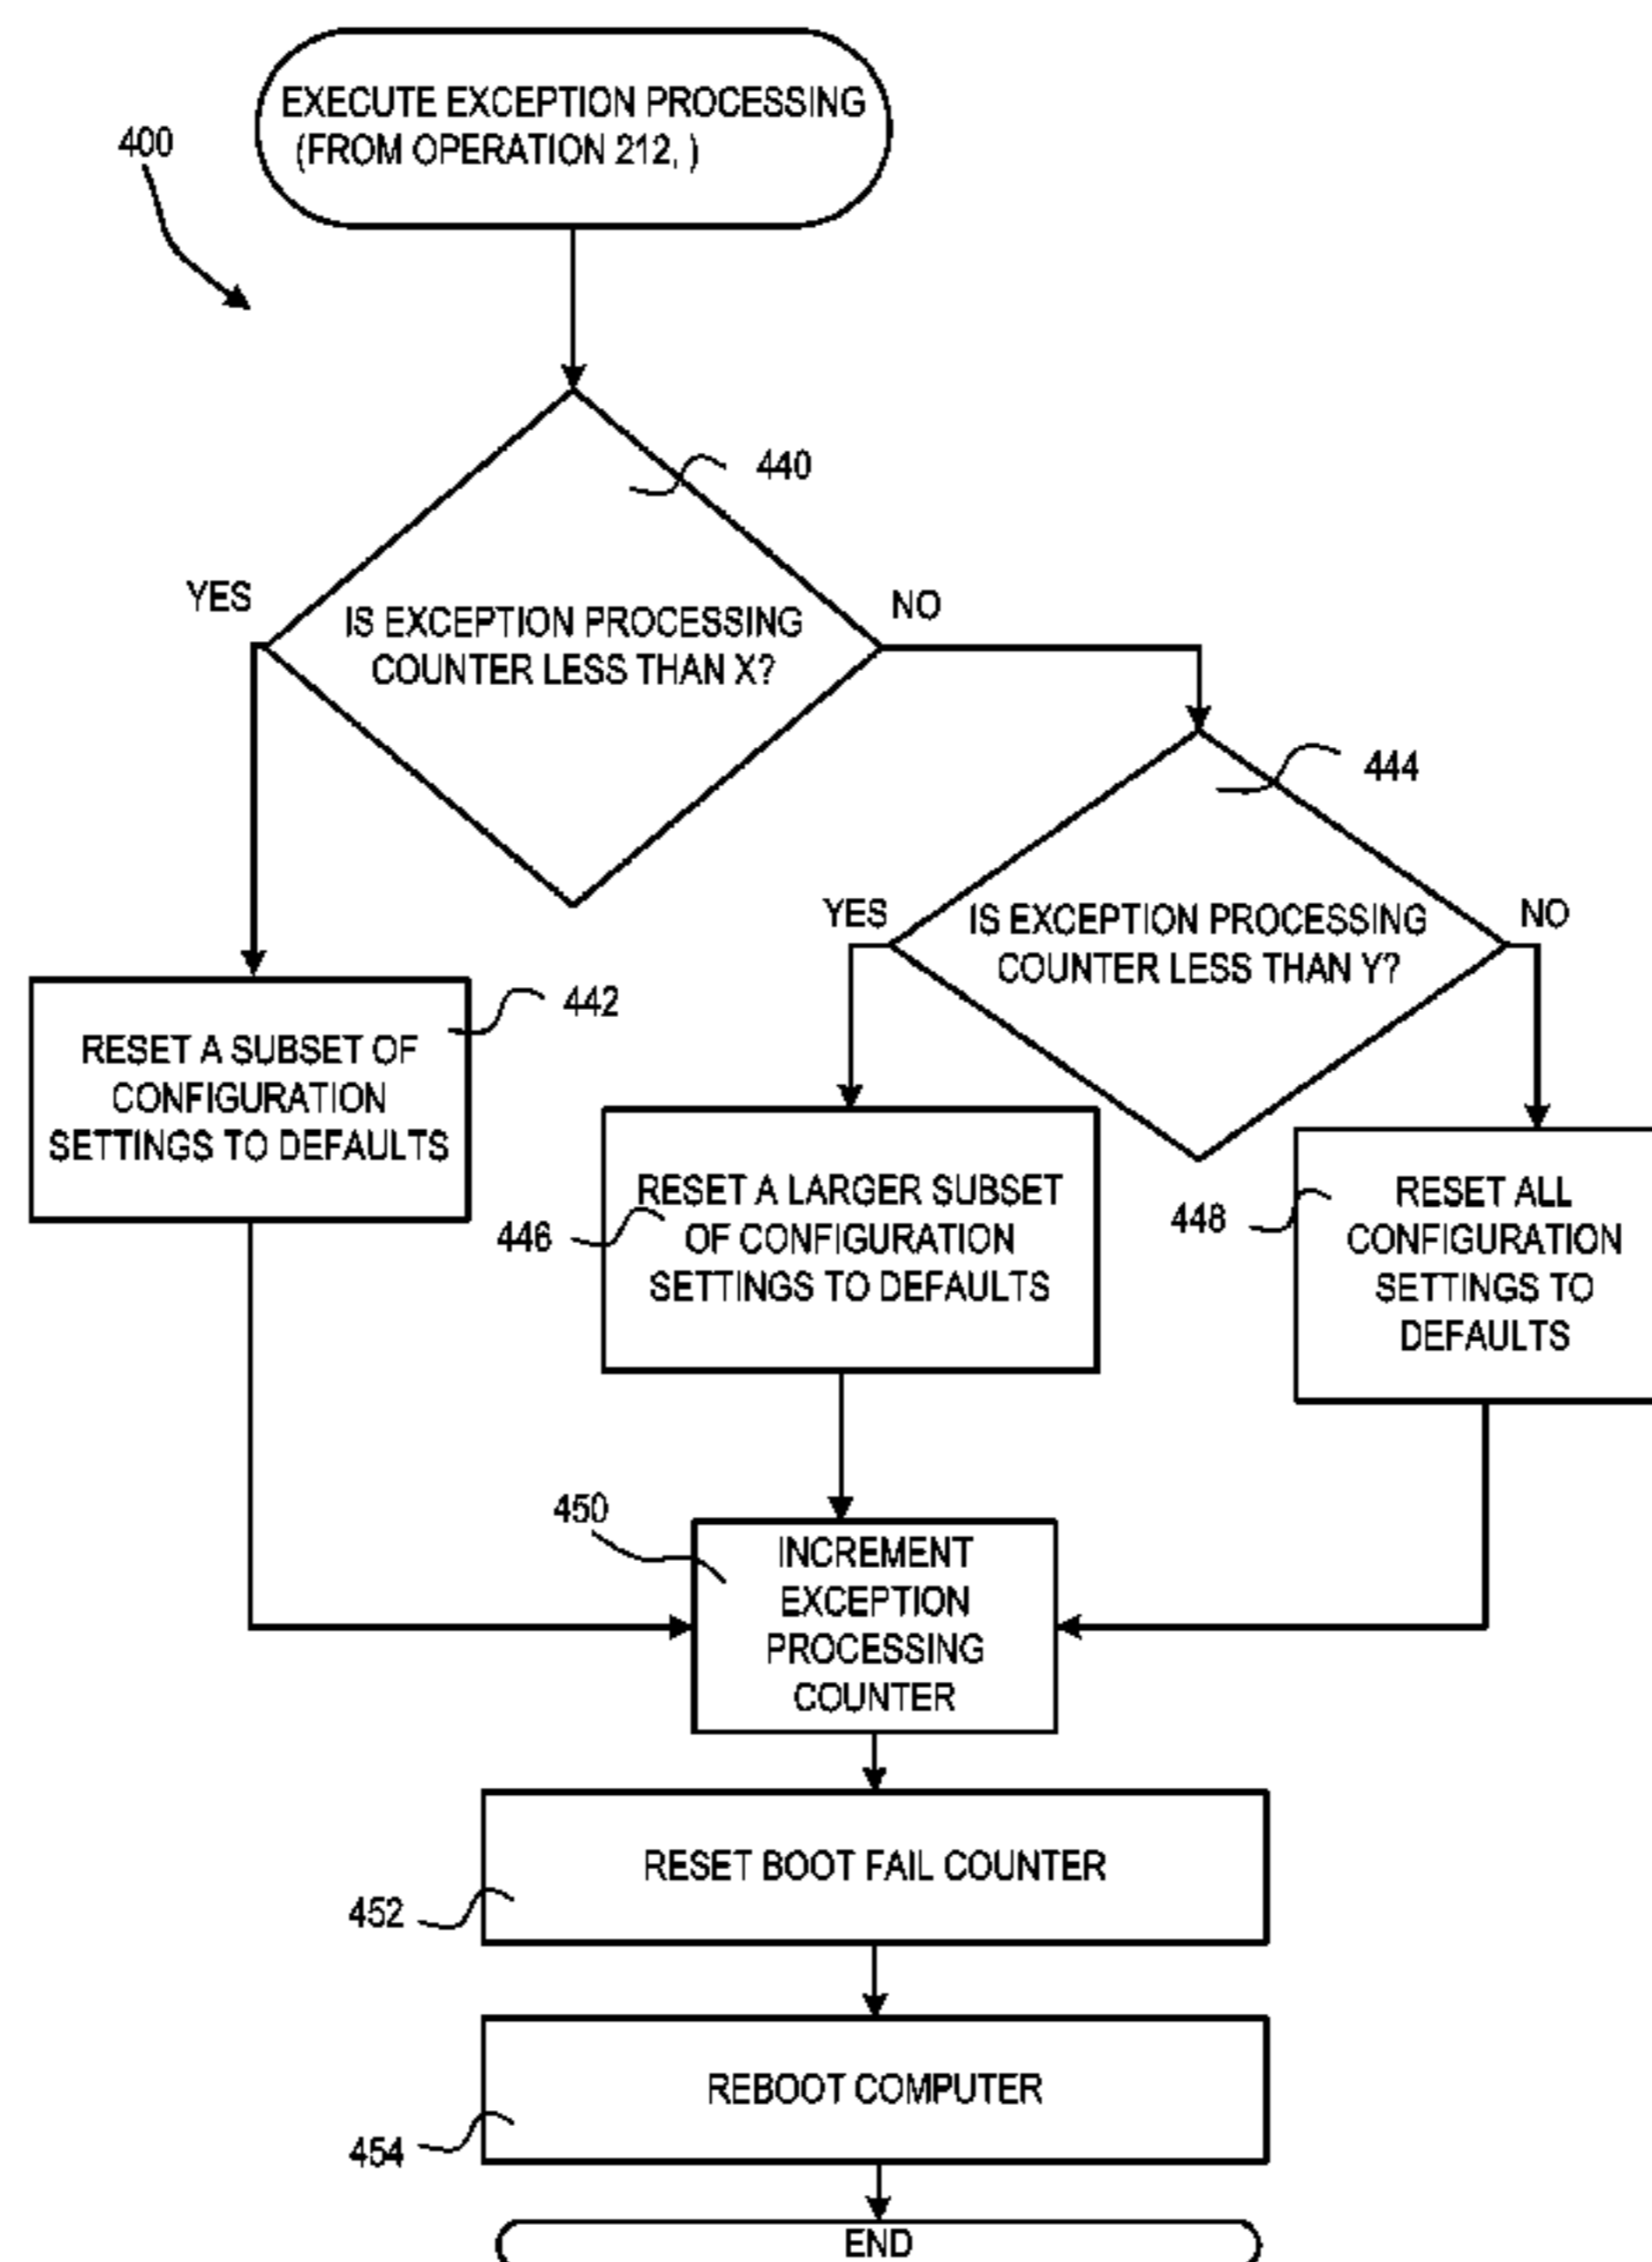 EXECUTE EXCEPTION PROCESSING
(FROM OPERATION 212, )
400
440
YES
NO
IS EXCEPTION PROCESSING
COUNTER LESS THAN X?
444
YES
NO
IS EXCEPTION PROCESSING
COUNTER LESS THAN Y?
442
RESET A SUBSET OF
CONFIGURATION
SETTINGS TO DEFAULTS
446
RESET A LARGER SUBSET
OF CONFIGURATION
SETTINGS TO DEFAULTS
448
RESET ALL
CONFIGURATION
SETTINGS TO
DEFAULTS
450
INCREMENT
EXCEPTION
PROCESSING
COUNTER
RESET BOOT FAIL COUNTER
452
REBOOT COMPUTER
454
END